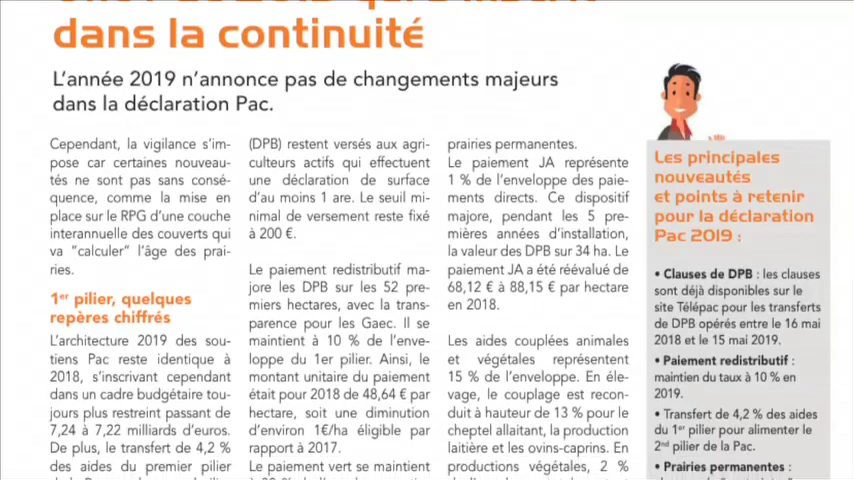 dans la continuité
L'année 2019 n'annonce pas de changements majeurs
dans la déclaration Pac.
Cependant, la vigilance s'im-
pose car certaines nouveau-
tés ne sont pas sans consé-
quence, comme la mise en
place sur le RPG d'une couche
interannuelle des couverts qui
va "calculer" l'âge des prai-
ries.
1er pilier, quelques
repères chiffrés
L'architecture 2019 des sou-
tiens Pac reste identique à
2018, s'inscrivant cependant
dans un cadre budgétaire tou-
jours plus restreint passant de
7,24 à 7,22 milliards d'euros.
De plus, le transfert de 4,2 %
des aides du premier pilier
(DPB) restent versés aux agri-
culteurs actifs qui effectuent
une déclaration de surface
d'au moins 1 are. Le seuil mi-
nimal de versement reste fixé
à 200 €.
Le paiement redistributif ma-
jore les DPB sur les 52 pre-
miers hectares, avec la trans-
parence pour les Gaec. Il se
maintient à 10 % de l'enve-
loppe du 1er pilier. Ainsi, le
montant unitaire du paiement
était pour 2018 de 48,64 € par
hectare, soit une diminution
d'environ 1€/ha éligible par
rapport à 2017.
Le paiement vert se maintient
prairies permanentes.
Le paiement JA représente
1 % de l'enveloppe des paie-
ments directs. Ce dispositif
majore, pendant les 5 pre-
mières années d'installation,
la valeur des DPB sur 34 ha. Le
paiement JA a été réévalué de
68,12 € à 88,15 € par hectare
en 2018.
Les aides couplées animales
et végétales représentent
15 % de l'enveloppe. En éle-
vage, le couplage est recon-
duit à hauteur de 13 % pour le
cheptel allaitant, la production
laitière et les ovins-caprins. En
productions végétales, 2 %
Les principales
nouveautés
et points à retenir
pour la déclaration
Pac 2019 :
• Clauses de DPB : les clauses
sont déjà disponibles sur le
site Télépac pour les transferts
de DPB opérés entre le 16 mai
2018 et le 15 mai 2019.
• Paiement redistributif :
maintien du taux à 10 % en
2019.
• Transfert de 4,2 % des aides
du 1er pilier pour alimenter le
2nd pilier de la Pac.
• Prairies permanentes :